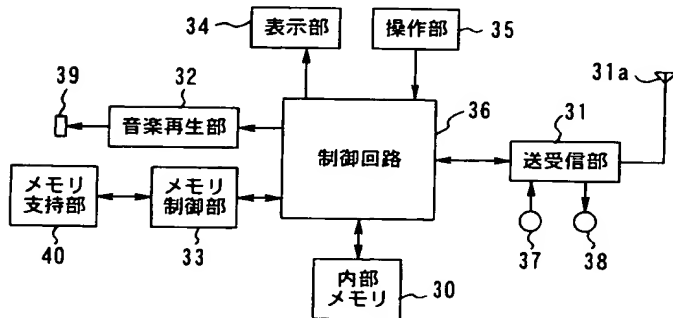 34
表示部
操作部
35
39
32
音楽再生部
36
制御回路
31a
31
送受信部
メモリ
支持部
40
メモリ
制御部
33
37
38
内部
メモリ
30